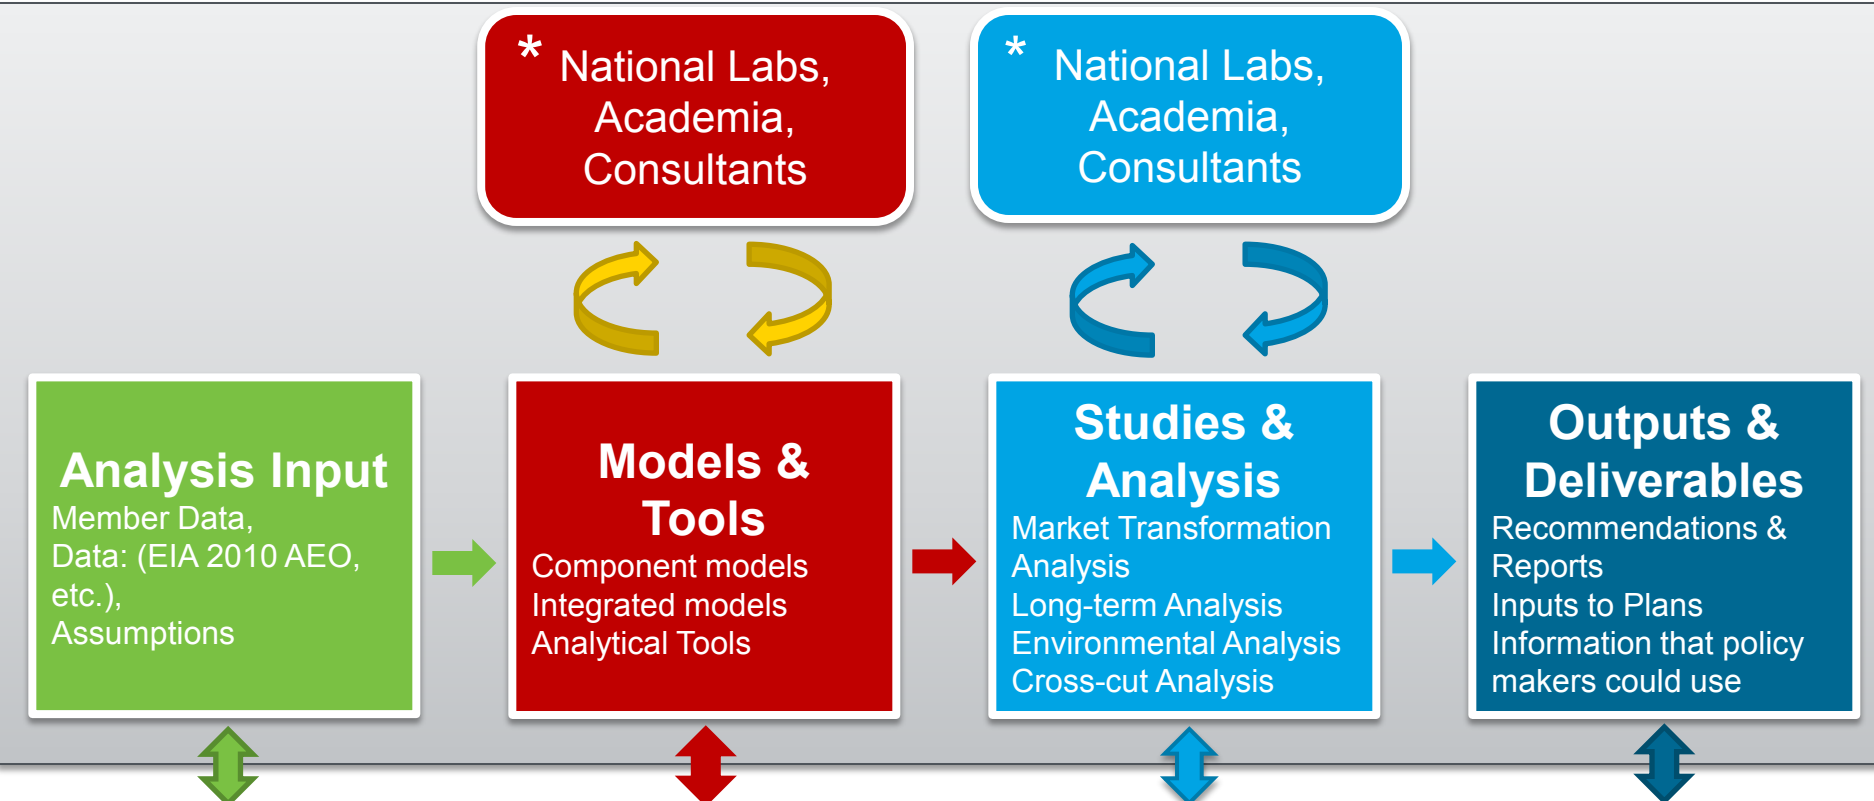 * National Labs,
Academia,
Consultants
* National Labs,
Academia,
Consultants
Analysis Input
Member Data,
Data: (EIA 2010 AEO,
etc.),
Assumptions
Models &
Tools
Component models
Integrated models
Analytical Tools
Studies &
Analysis
Market Transformation
Analysis
Long-term Analysis
Environmental Analysis
Cross-cut Analysis
Outputs &
Deliverables
Recommendations &
Reports
Inputs to Plans
Information that policy
makers could use